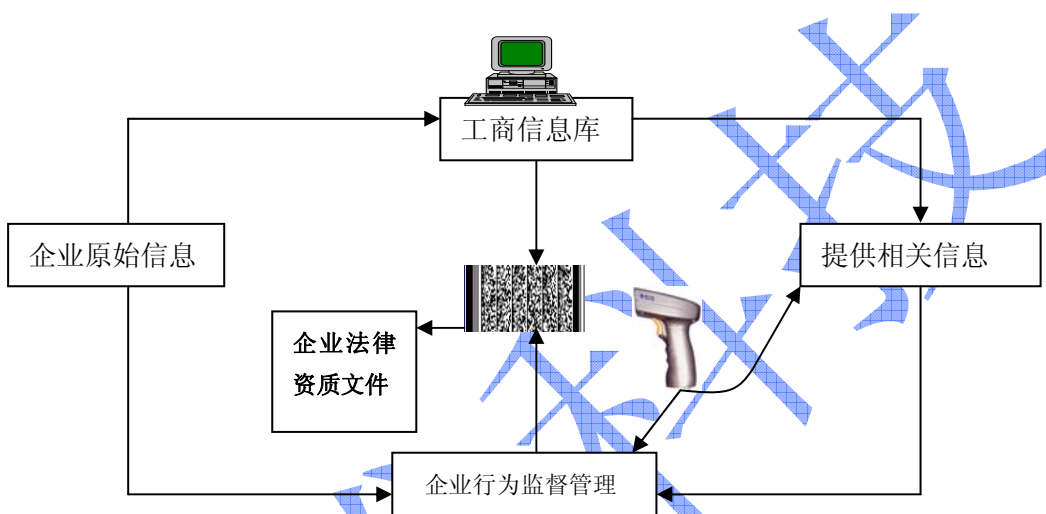 工商信息库
企业原始信息
提供相关信息
企业法律
资质文件
企业行为监督管理